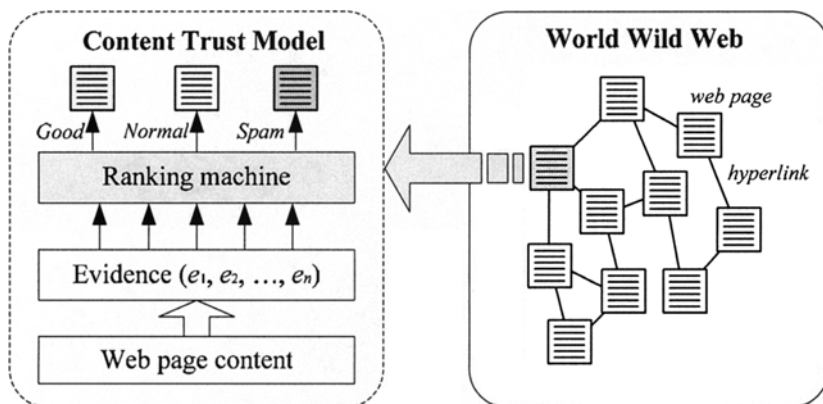 Content Trust Model
Good
Normal
Spam
Ranking machine
Evidence (e1, e2, …, en)
Web page content
World Wild Web
web page
hyperlink